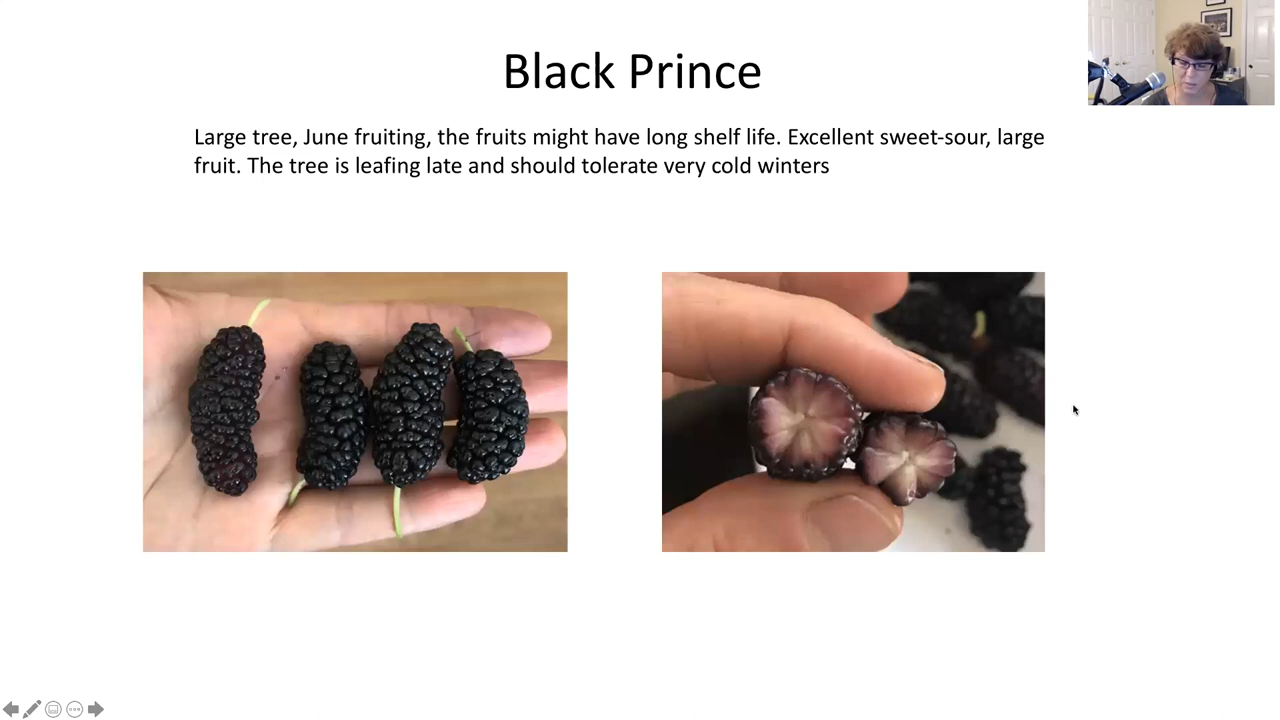 Black Prince
Large tree, June fruiting, the fruits might have long shelf life. Excellent sweet-sour, large
fruit. The tree is leafing late and should tolerate very cold winters